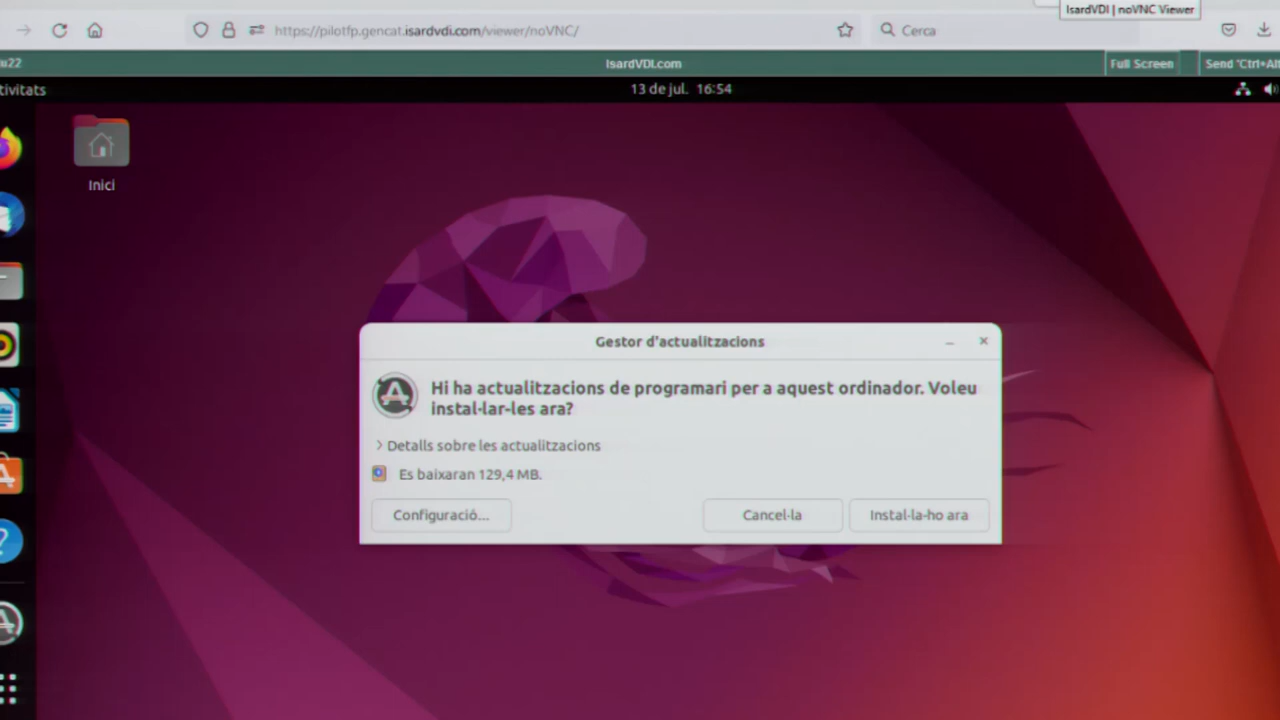 IsardVDI | noVNC Viewer
https://pilotfp.gencat.isardvdi.com/viewer/noVNC/
Cerca
u22
IsardVDI.com
Full Screen
Send "Ctrl+Alt
tivitats
13 de jul. 16:54
Inici
Gestor d'actualitzacions
Hi ha actualitzacions de programari per a aquest ordinador. Voleu
instal·lar-les ara?
Detalls sobre les actualitzacions
Es baixaran 129,4 MB.
Configuració...
Cancel·la
Instal·la-ho ara